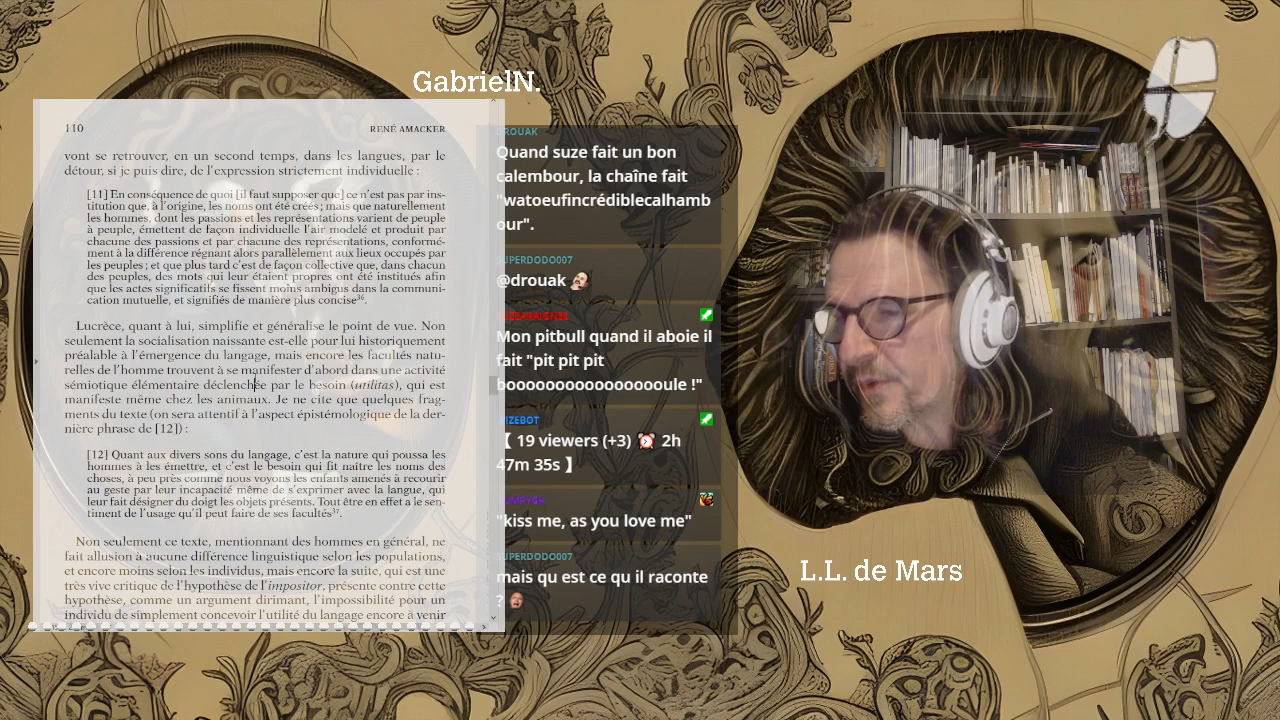 GabrielN.
110
RENÉ AMACKER
vont se retrouver, en un second temps, dans les langues, par le
détour, si je puis dire, de l'expression strictement individuelle :
[11] En conséquence de quoi [il faut supposer que] ce n'est pas par ins-
titution que, à l'origine, les noms ont été créés ; mais que naturellement
les hommes, dont les passions et les représentations varient de peuple
à peuple, émettent de façon individuelle l'air modelé et produit par
chacune des passions et par chacune des représentations, conformé-
ment à la différence régnant alors parallèlement aux lieux occupés par
les peuples ; et que plus tard c'est de façon collective que, dans chacun
des peuples, des mots qui leur étaient propres ont été institués afin
que les actes significatifs se fissent moins ambigus dans la communi-
cation mutuelle, et signifiés de manière plus concise³⁶.
Lucrèce, quant à lui, simplifie et généralise le point de vue. Non
seulement la socialisation naissante est-elle pour lui historiquement
préalable à l'émergence du langage, mais encore les facultés natu-
relles de l'homme trouvent à se manifester d'abord dans une activité
sémiotique élémentaire déclenchée par le besoin (utilitas), qui est
manifeste même chez les animaux. Je ne cite que quelques frag-
ments du texte (on sera attentif à l'aspect épistémologique de la der-
nière phrase de [12]) :
[12] Quant aux divers sons du langage, c'est la nature qui poussa les
hommes à les émettre, et c'est le besoin qui fit naître les noms des
choses, à peu près comme nous voyons les enfants amenés à recourir
au geste par leur incapacité même de s'exprimer avec la langue, qui
leur fait désigner du doigt les objets présents. Tout être en effet a le sen-
timent de l'usage qu'il peut faire de ses facultés³⁷.
Non seulement ce texte, mentionnant des hommes en général, ne
fait allusion à aucune différence linguistique selon les populations,
et encore moins selon les individus, mais encore la suite, qui est une
très vive critique de l'hypothèse de l'impositor, présente contre cette
hypothèse, comme un argument dirimant, l'impossibilité pour un
individu de simplement concevoir l'utilité du langage encore à venir
DROUAK
Quand suze fait un bon
calembour, la chaîne fait
"watoeufincrédiblecalhamb
our".
SUPERDODO007
@drouak
Mon pitbull quand il aboie il
fait "pit pit pit
booooooooooooooooule !"
WIZEBOT
【 19 viewers (+3) ⏰ 2h
47m 35s 】
"kiss me, as you love me"
SUPERDODO007
mais qu est ce qu il raconte
?
L.L. de Mars